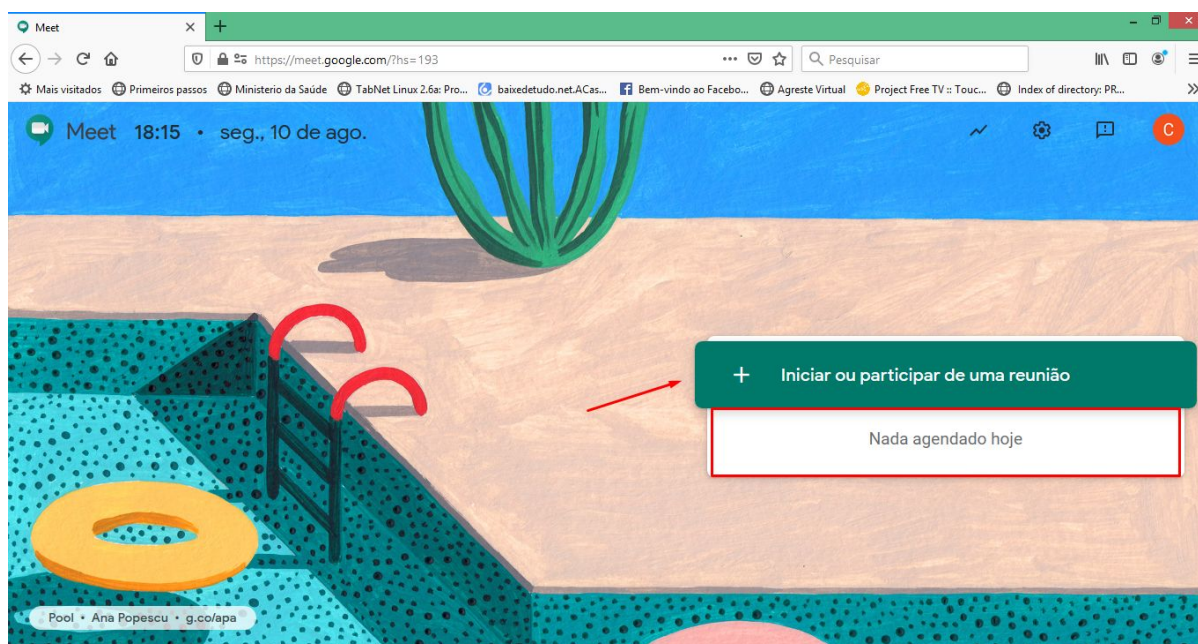 Meet
https://meet.google.com/?hs=193
Pesquisar
Mais visitados Primeiros passos Ministerio da Saúde TabNet Linux 2.6a: Pro... baixedetudo.net.ACas... Bem-vindo ao Facebo... Agreste Virtual Project Free TV :: Touc... Index of directory: PR...
Meet 18:15 • seg., 10 de ago.
C
+ Iniciar ou participar de uma reunião
Nada agendado hoje
Pool • Ana Popescu • g.co/apa